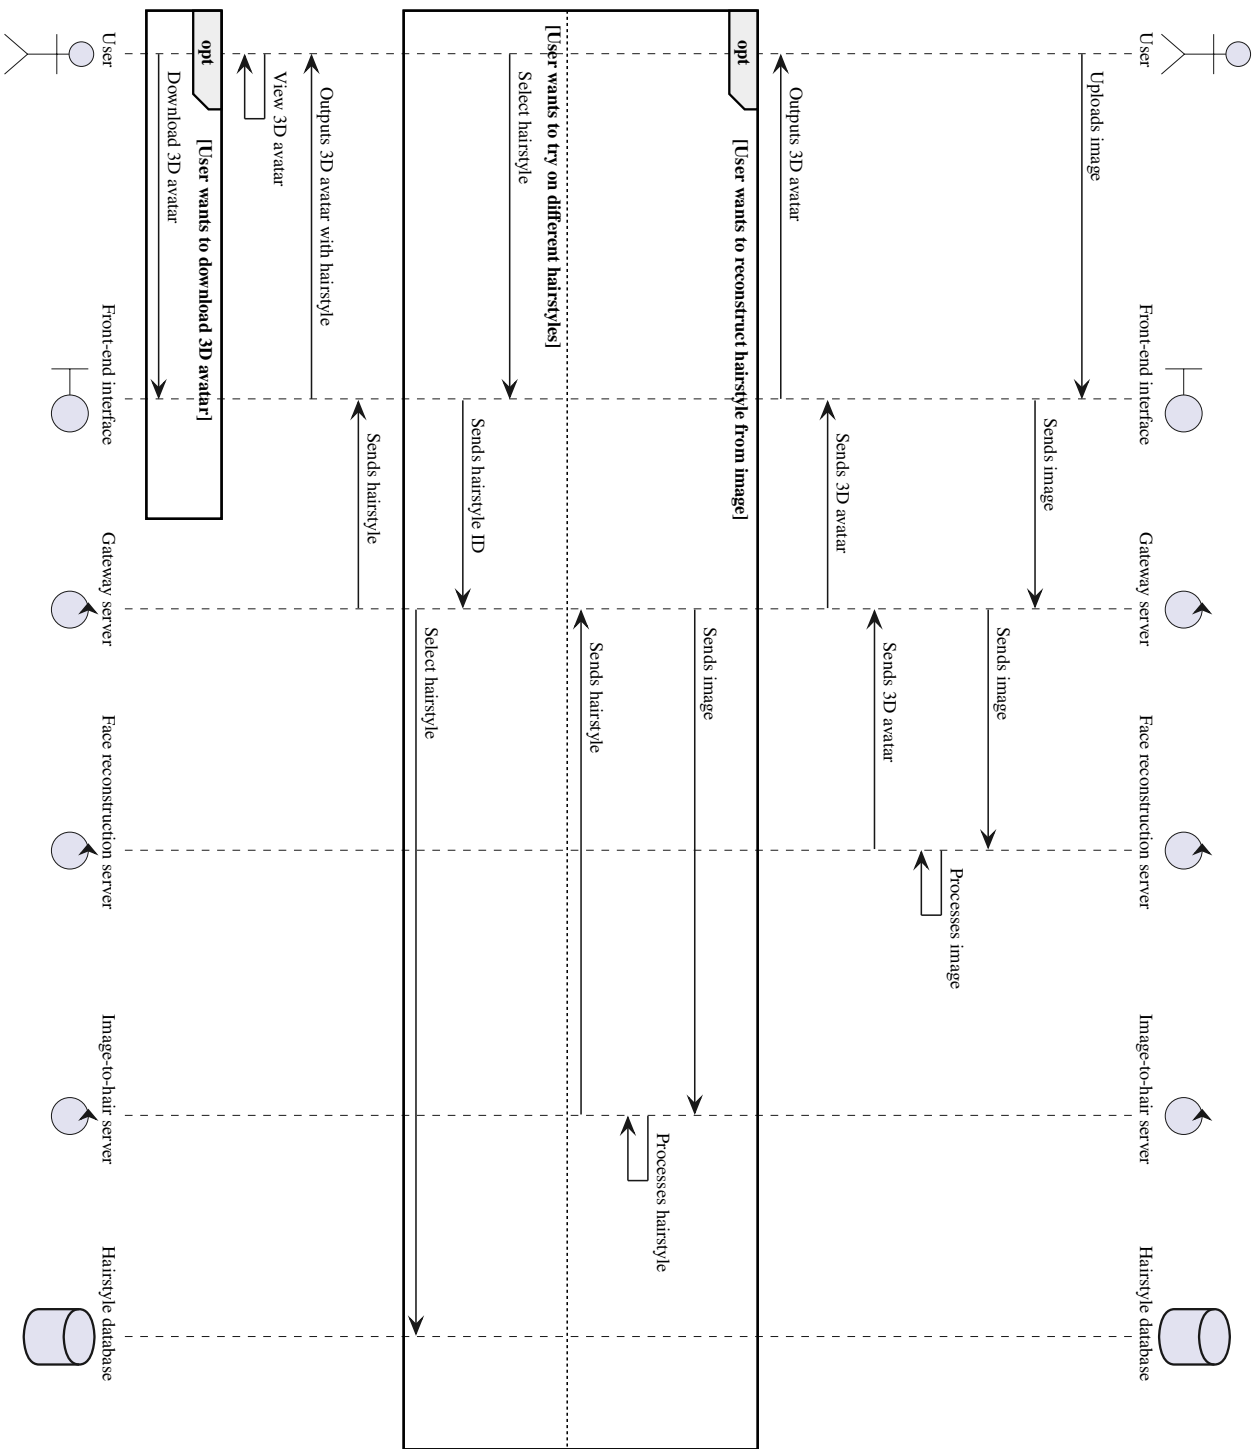 User
Front-end interface
Gateway server
Face reconstruction server
Image-to-hair server
Hairstyle database
Uploads image
Sends image
Sends image
Processes image
Sends 3D avatar
Sends 3D avatar
Outputs 3D avatar
opt
[User wants to reconstruct hairstyle from image]
Sends image
Processes hairstyle
Sends hairstyle
[User wants to try on different hairstyles]
Select hairstyle
Sends hairstyle ID
Select hairstyle
Sends hairstyle
Outputs 3D avatar with hairstyle
View 3D avatar
opt
[User wants to download 3D avatar]
Download 3D avatar
User
Front-end interface
Gateway server
Face reconstruction server
Image-to-hair server
Hairstyle database